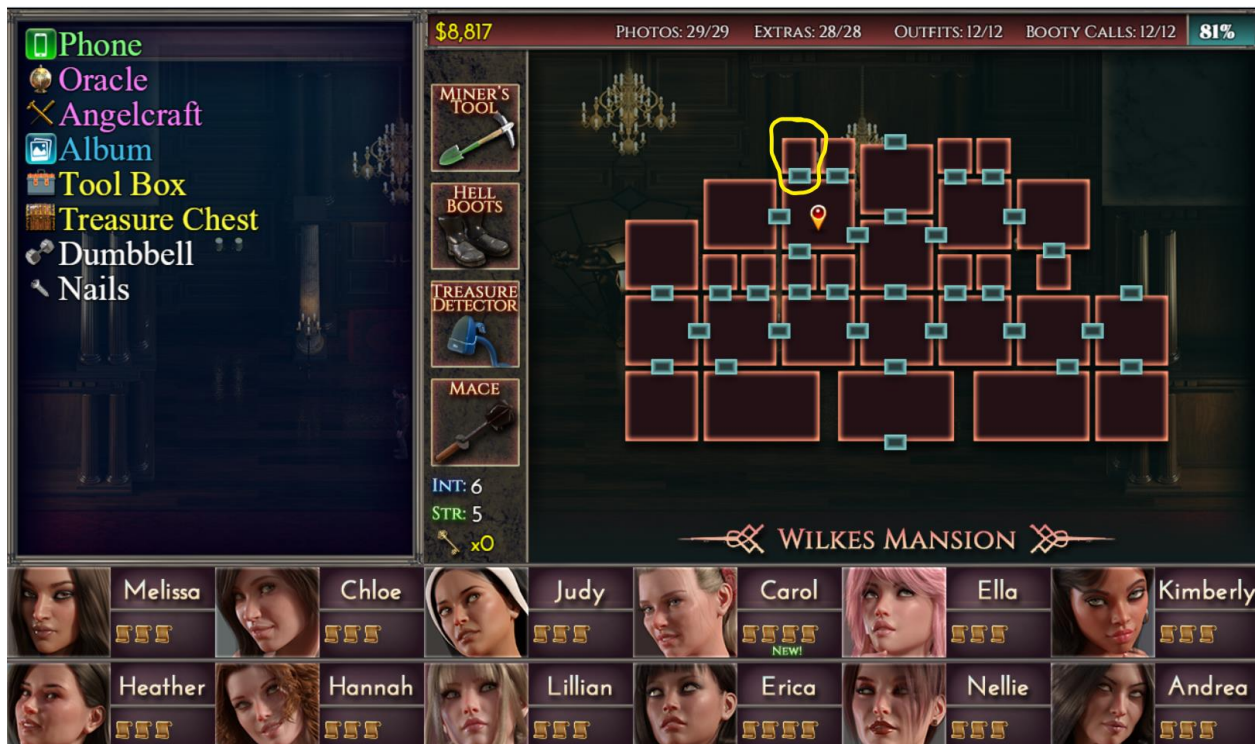 Phone
Oracle
Angelcraft
Album
Tool Box
Treasure Chest
Dumbbell
Nails
$8,817 PHOTOS: 29/29 EXTRAS: 28/28 OUTFITS: 12/12 BOOTY CALLS: 12/12 81%
MINER'S
TOOL
HELL
BOOTS
TREASURE
DETECTOR
MACE
INT: 6
STR: 5
x0
WILKES MANSION
Melissa Chloe Judy Carol Ella Kimberly
NEW!
Heather Hannah Lillian Erica Nellie Andrea